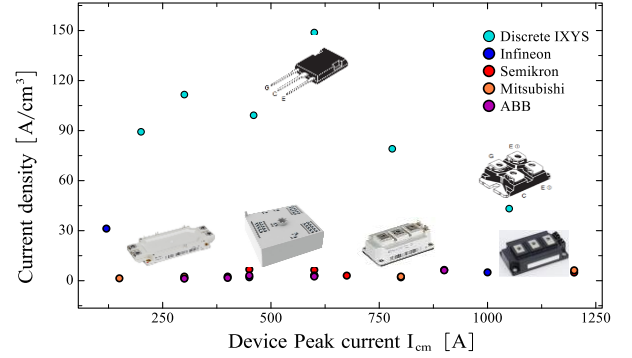 Current density [A/cm³]
150
120
90
60
30
0
250
500
750
1000
1250
Device Peak current Icm [A]
Discrete IXYS
Infineon
Semikron
Mitsubishi
ABB
G
C
E
G
E
C
E